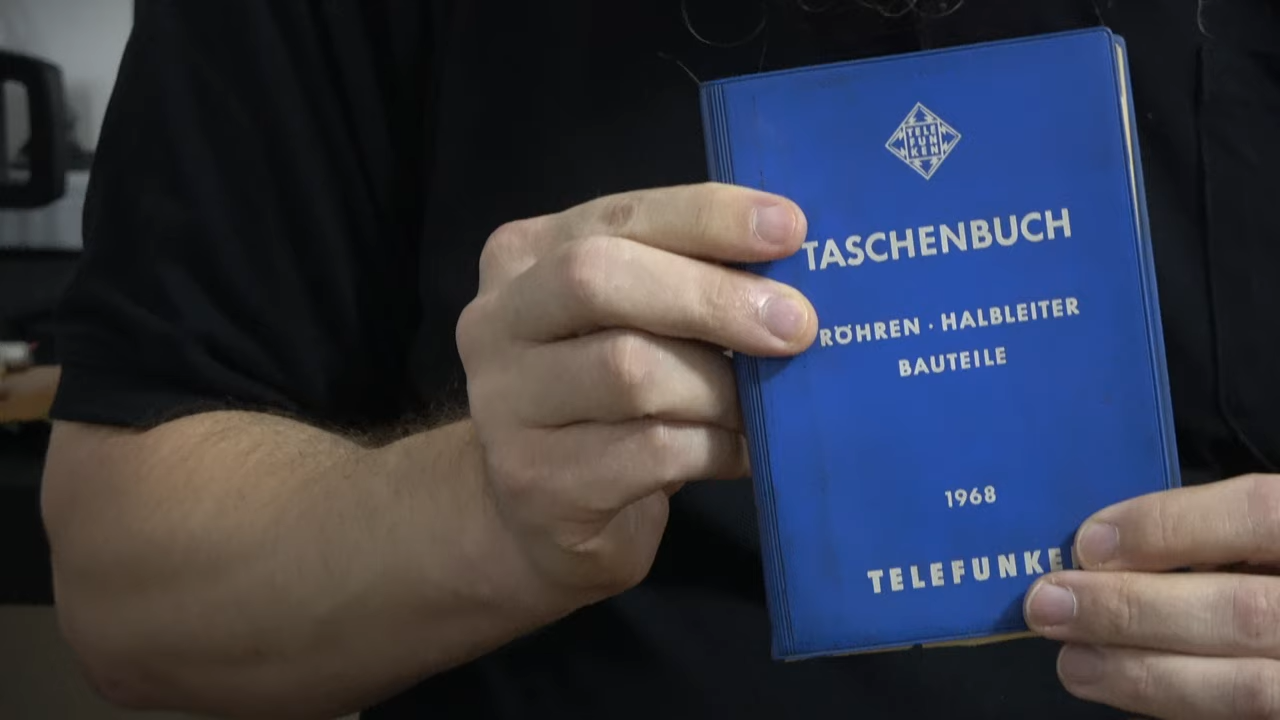 TELE
FUN
KEN
TASCHENBUCH
RÖHREN · HALBLEITER
BAUTEILE
1968
TELEFUNKE